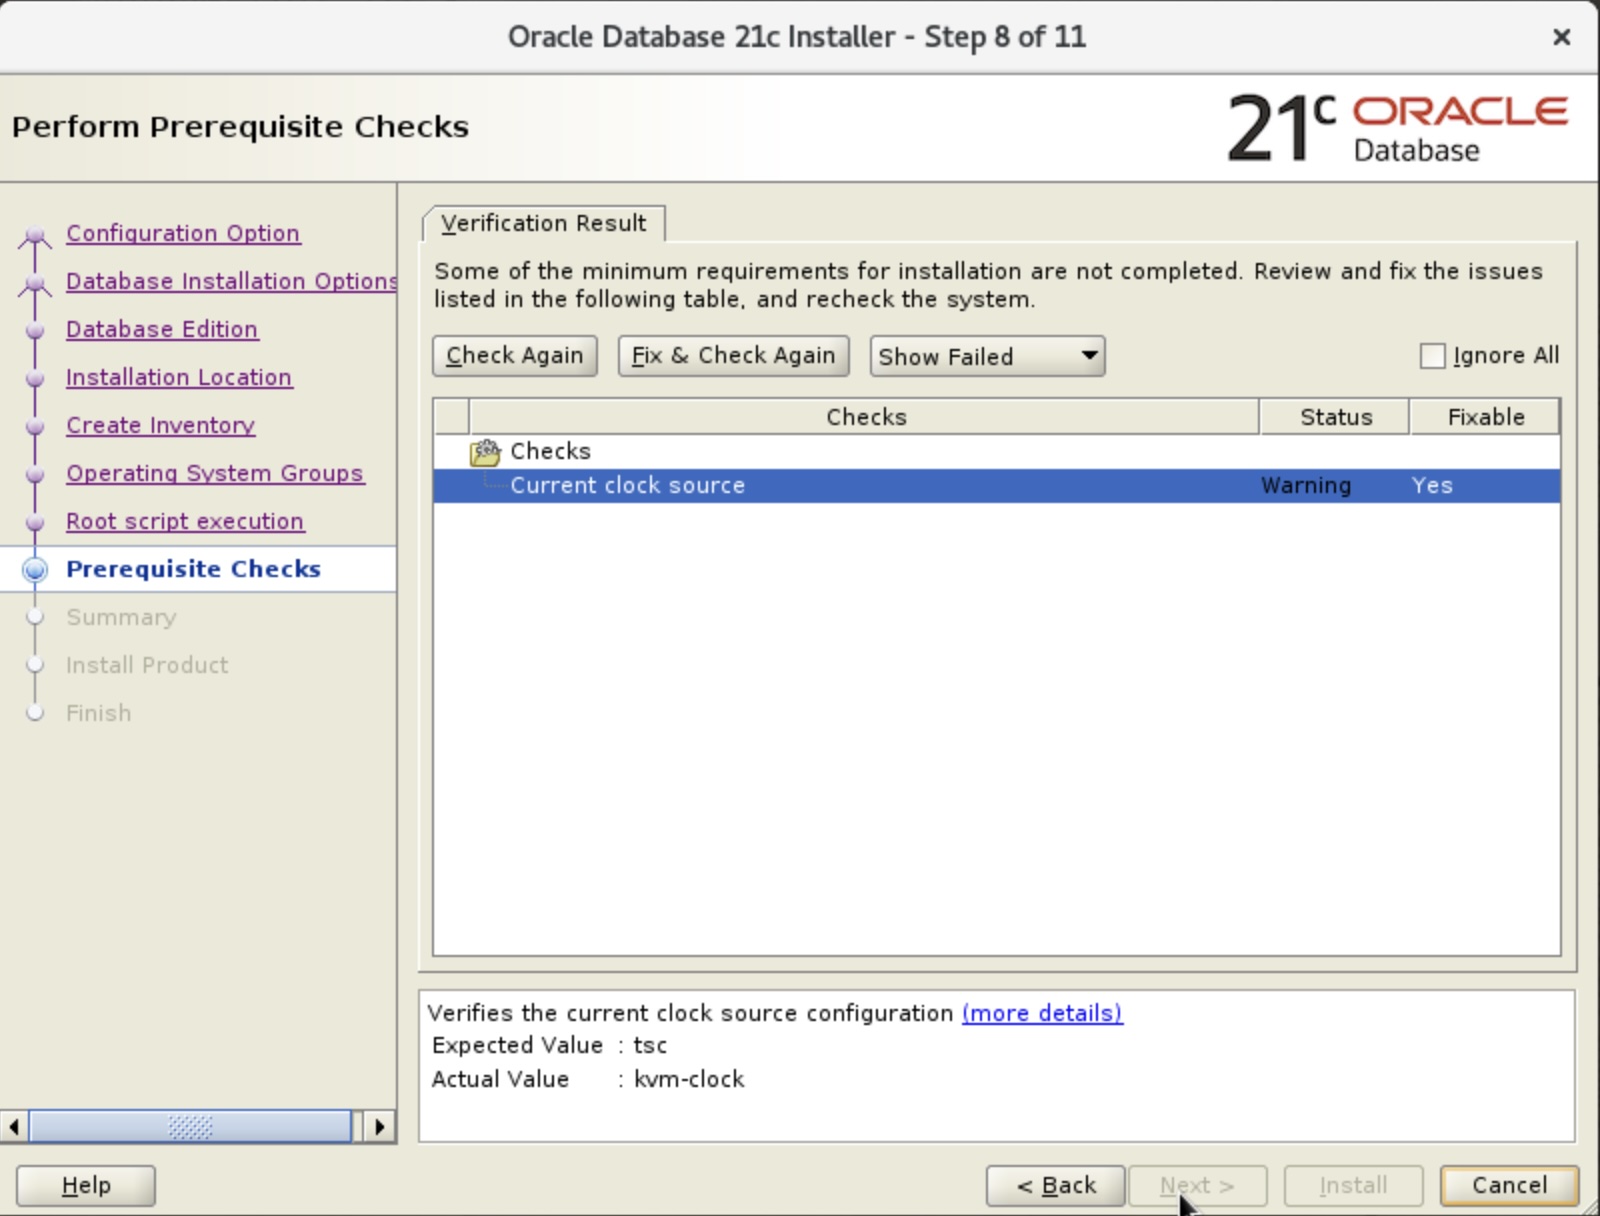 Oracle Database 21c Installer - Step 8 of 11
Perform Prerequisite Checks
21c ORACLE
Database
Configuration Option
Database Installation Options
Database Edition
Installation Location
Create Inventory
Operating System Groups
Root script execution
Prerequisite Checks
Summary
Install Product
Finish
Verification Result
Some of the minimum requirements for installation are not completed. Review and fix the issues
listed in the following table, and recheck the system.
Check Again Fix & Check Again Show Failed Ignore All
Checks Status Fixable
Checks
Current clock source Warning Yes
Verifies the current clock source configuration (more details)
Expected Value : tsc
Actual Value : kvm-clock
Help < Back Next > Install Cancel